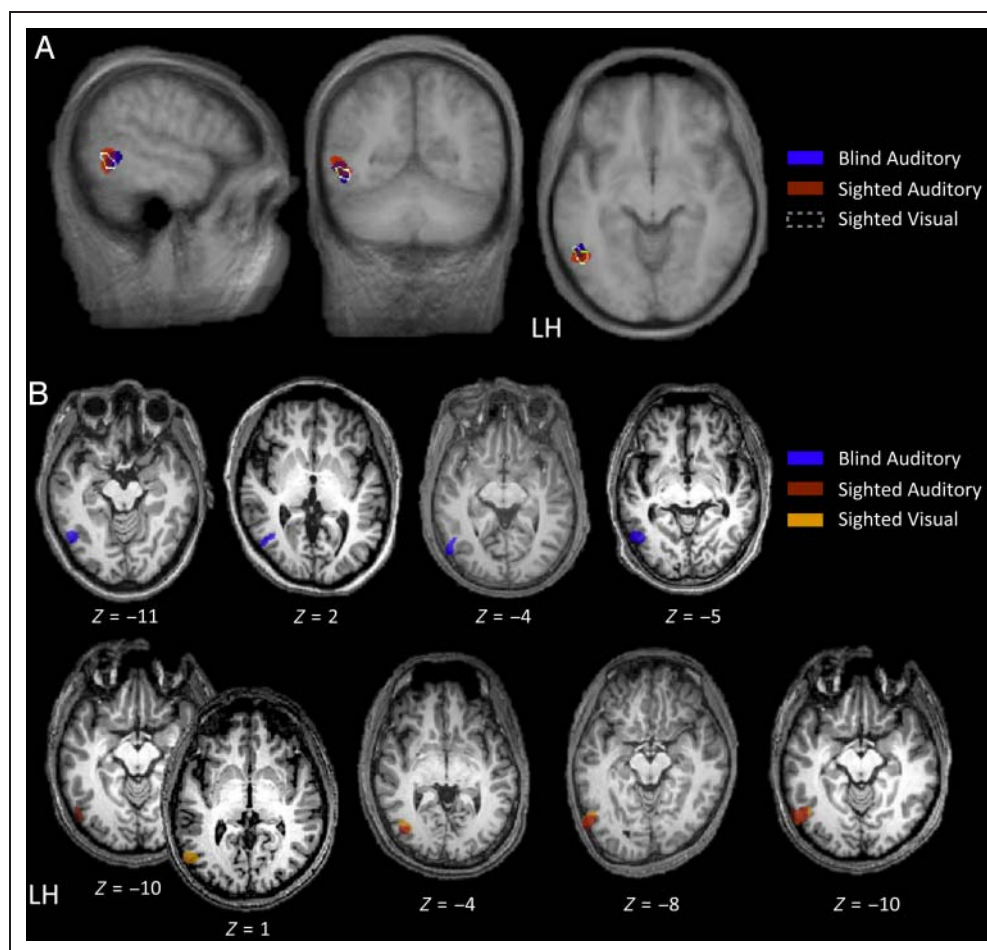 A
Blind Auditory
Sighted Auditory
Sighted Visual
LH
B
Blind Auditory
Sighted Auditory
Sighted Visual
Z = −11
Z = 2
Z = −4
Z = −5
Z = −10
Z = 1
Z = −4
Z = −8
Z = −10
LH